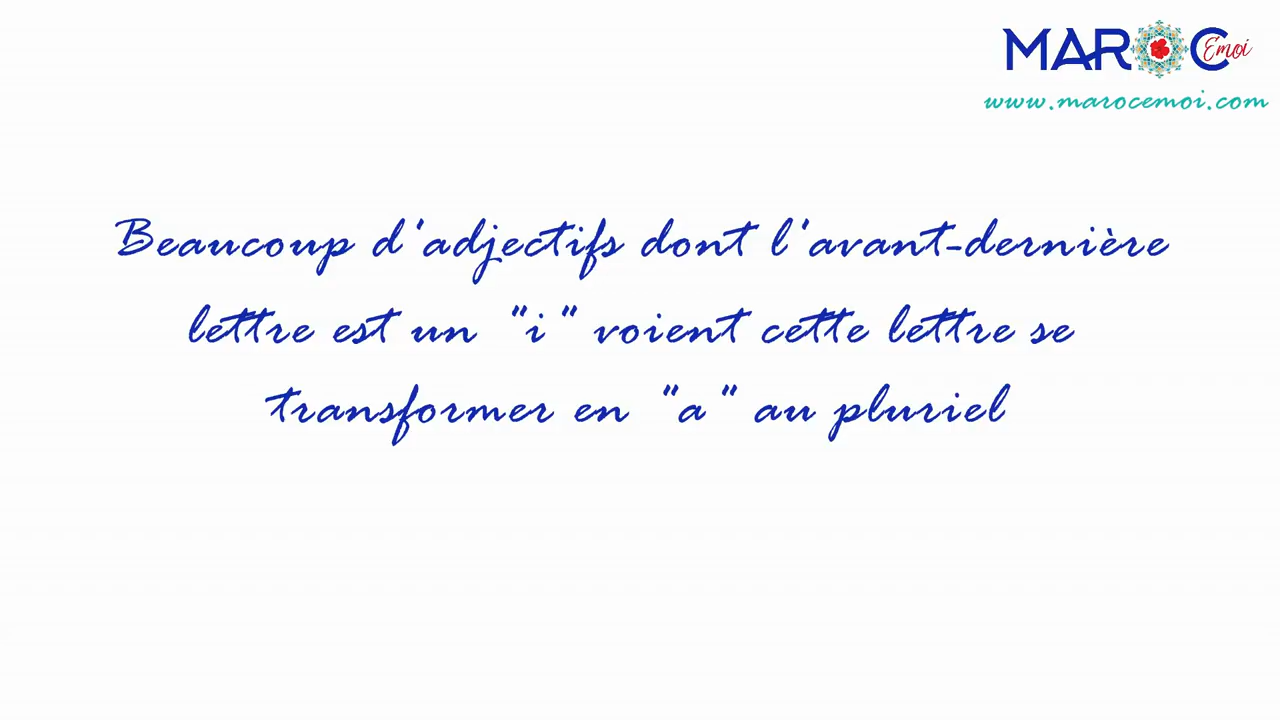 MAROC Emoi
www.marocemoi.com
Beaucoup d'adjectifs dont l'avant-dernière
lettre est un "i" voient cette lettre se
transformer en "a" au pluriel